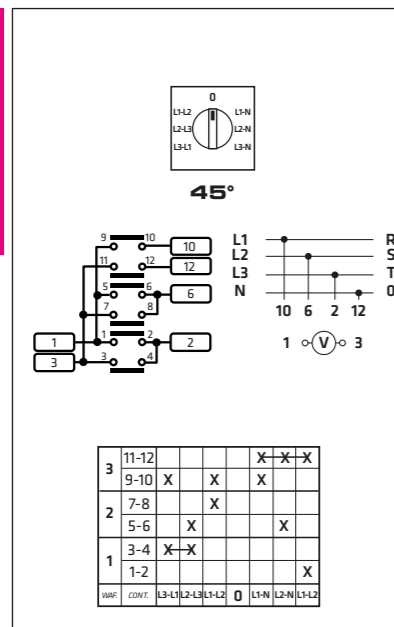 0
L1-L2 L1-N
L2-L3 L2-N
L3-L1 L3-N
45°
9 10 10
11 12 12
5 6 6
7 8
1 1 2 2
3 3 4
L1 R
L2 S
L3 T
N 0
10 6 2 12
1 V 3
3 11-12 X X X
9-10 X X X
2 7-8 X
5-6 X X
1 3-4 X X
1-2 X
WAF. CONT. L3-L1 L2-L3 L1-L2 0 L1-N L2-N L1-L2